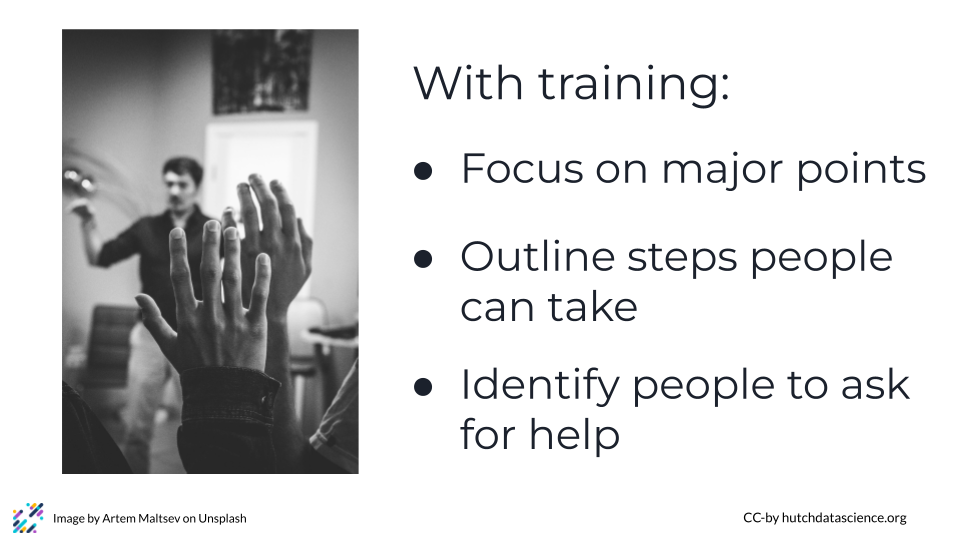 With training:
● Focus on major points
● Outline steps people
can take
● Identify people to ask
for help
Image by Artem Maltsev on Unsplash
CC-by hutchdatascience.org